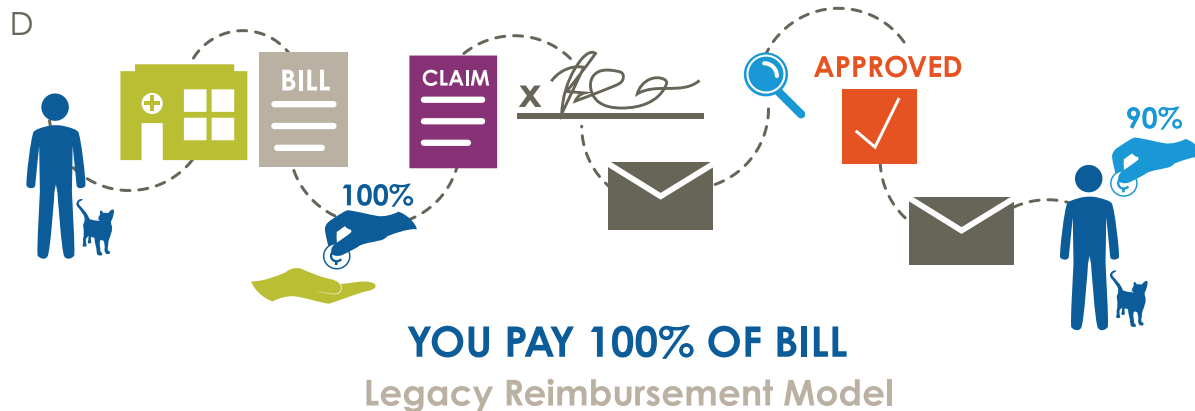 D
BILL
100%
CLAIM
x
APPROVED
90%
YOU PAY 100% OF BILL
Legacy Reimbursement Model